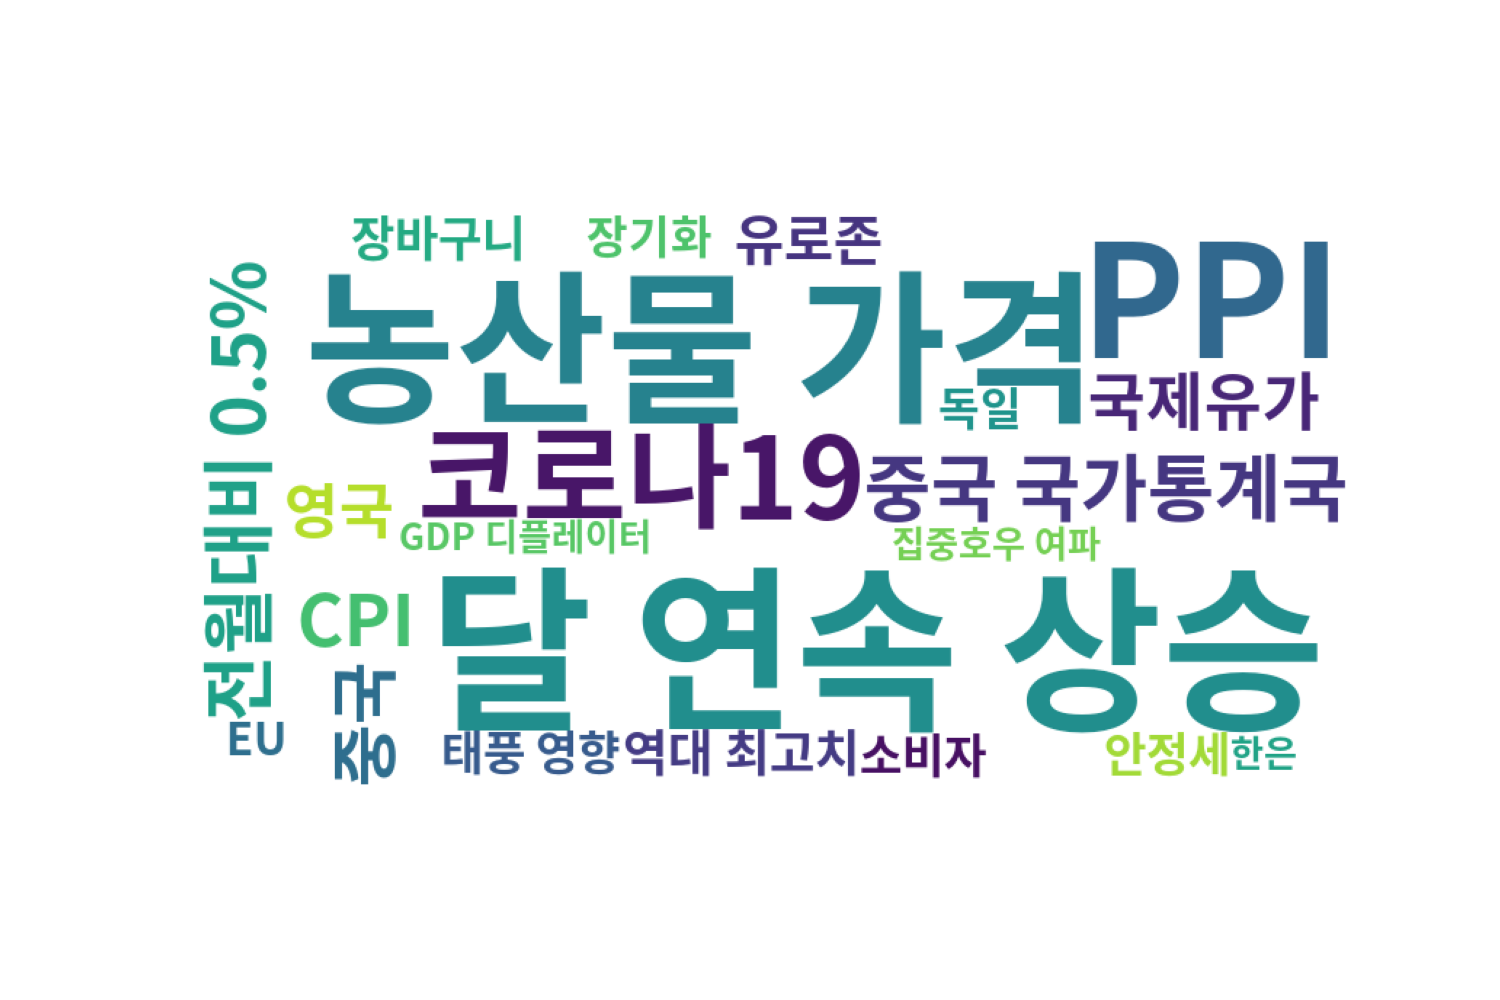 장바구니
장기화
유로존
전월대비 0.5%
농산물 가격
PPI
독일
국제유가
코로나19
중국 국가통계국
영국
GDP 디플레이터
집중호우 여파
CPI
달 연속 상승
중국
EU
태풍 영향
역대 최고치
소비자
안정세
한은